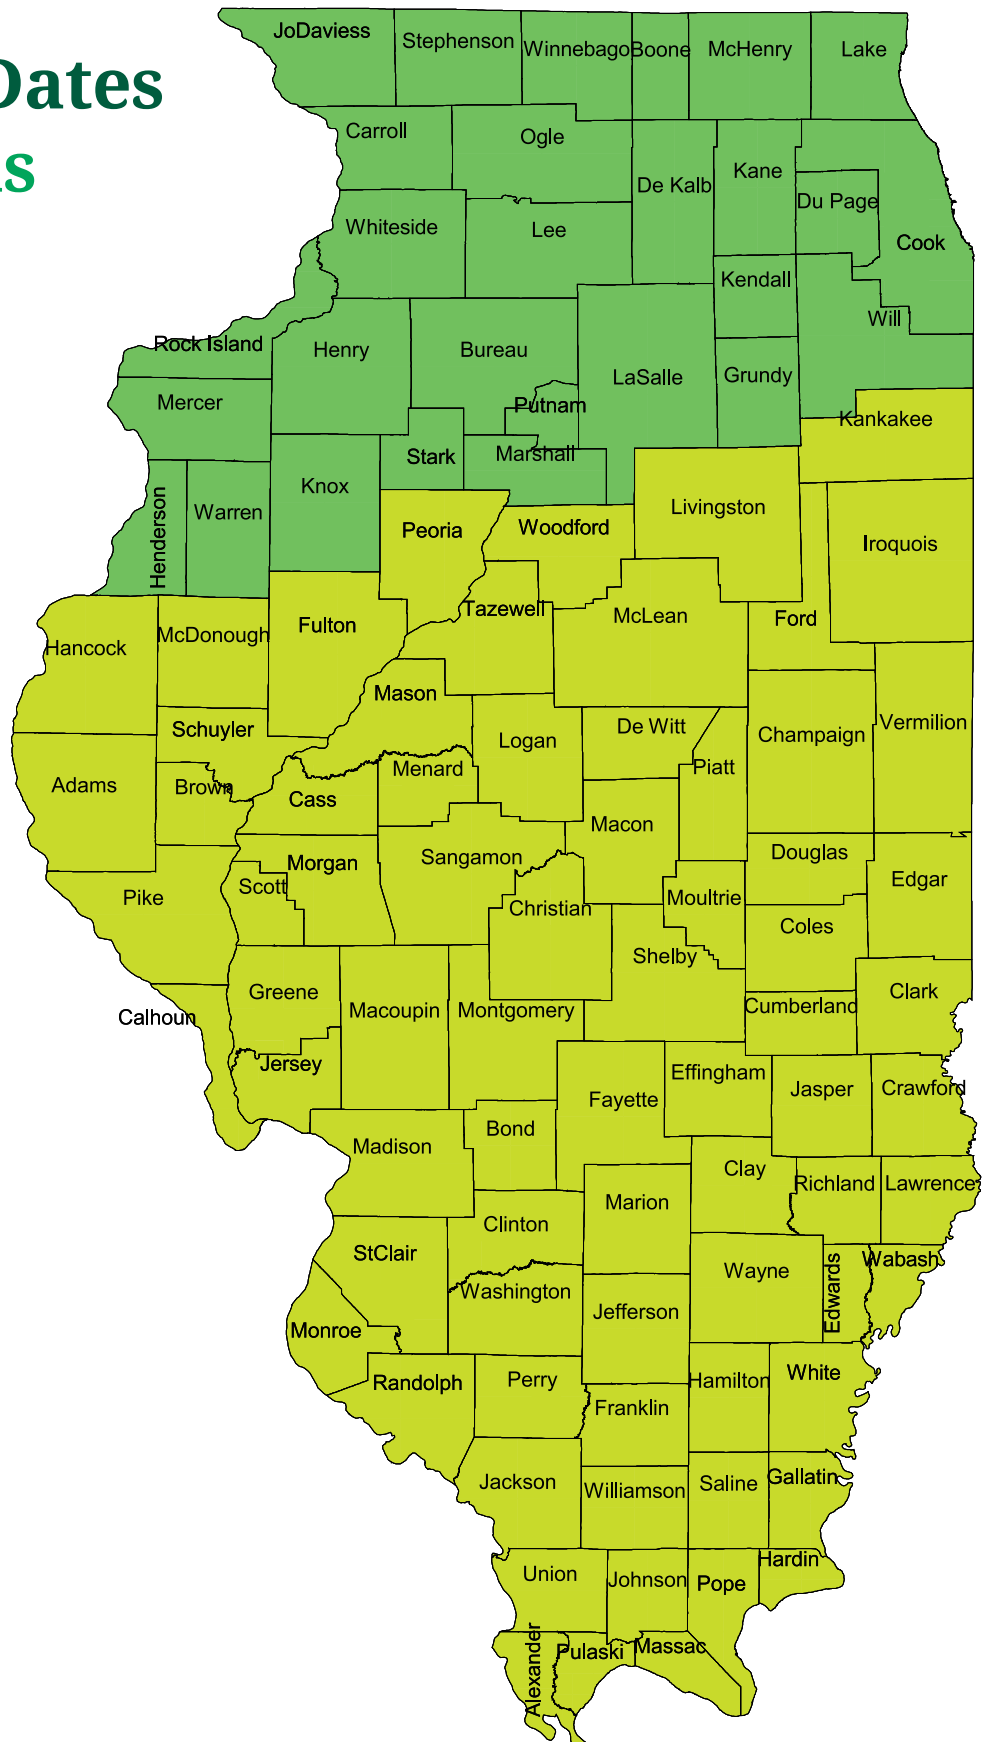 Dates
JoDaviess
Stephenson
Winnebago
Boone
McHenry
Lake
Carroll
Ogle
De Kalb
Kane
Du Page
Cook
Whiteside
Lee
Kendall
Will
Rock Island
Henry
Bureau
LaSalle
Grundy
Mercer
Putnam
Kankakee
Stark
Marshall
Knox
Henderson
Warren
Peoria
Woodford
Livingston
Iroquois
Hancock
McDonough
Fulton
Tazewell
McLean
Ford
Mason
Schuyler
Logan
De Witt
Champaign
Vermilion
Adams
Brown
Cass
Menard
Piatt
Macon
Pike
Scott
Morgan
Sangamon
Christian
Moultrie
Douglas
Edgar
Coles
Shelby
Calhoun
Greene
Macoupin
Montgomery
Cumberland
Clark
Jersey
Fayette
Effingham
Jasper
Crawford
Madison
Bond
Clay
Richland
Lawrence
Marion
Clinton
StClair
Washington
Wayne
Edwards
Wabash
Monroe
Jefferson
Randolph
Perry
Hamilton
White
Franklin
Jackson
Williamson
Saline
Gallatin
Union
Johnson
Pope
Hardin
Alexander
Pulaski
Massac